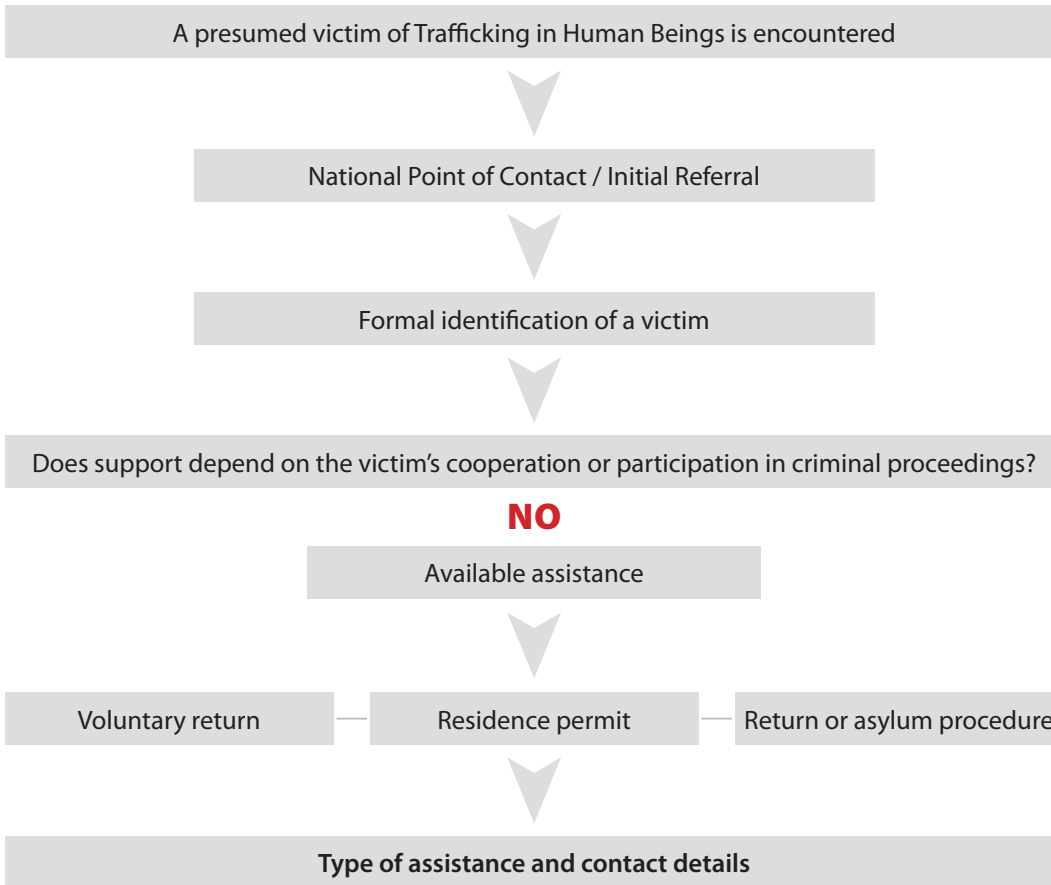 A presumed victim of Trafficking in Human Beings is encountered
National Point of Contact / Initial Referral
Formal identification of a victim
Does support depend on the victim's cooperation or participation in criminal proceedings?
NO
Available assistance
Voluntary return
Residence permit
Return or asylum procedure
Type of assistance and contact details